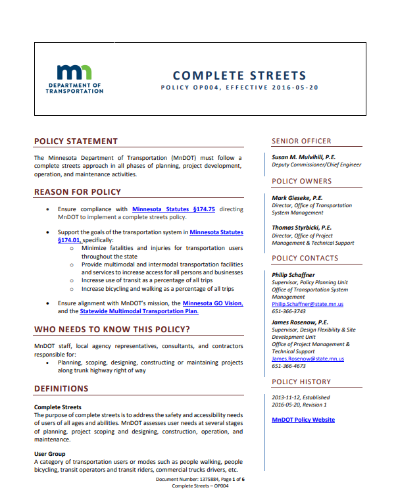 mn
DEPARTMENT OF
TRANSPORTATION
COMPLETE STREETS
POLICY OP004, EFFECTIVE 2016-05-20
POLICY STATEMENT
The Minnesota Department of Transportation (MnDOT) must follow a
complete streets approach in all phases of planning, project development,
operation, and maintenance activities.
REASON FOR POLICY
• Ensure compliance with Minnesota Statutes §174.75 directing
MnDOT to implement a complete streets policy.
• Support the goals of the transportation system in Minnesota Statutes
§174.01, specifically:
o Minimize fatalities and injuries for transportation users
throughout the state
o Provide multimodal and intermodal transportation facilities
and services to increase access for all persons and businesses
o Increase use of transit as a percentage of all trips
o Increase bicycling and walking as a percentage of all trips
• Ensure alignment with MnDOT's mission, the Minnesota GO Vision,
and the Statewide Multimodal Transportation Plan.
WHO NEEDS TO KNOW THIS POLICY?
MnDOT staff, local agency representatives, consultants, and contractors
responsible for:
• Planning, scoping, designing, constructing or maintaining projects
along trunk highway right of way
DEFINITIONS
Complete Streets
The purpose of complete streets is to address the safety and accessibility needs
of users of all ages and abilities. MnDOT assesses user needs at several stages
of planning, project scoping and designing, construction, operation, and
maintenance.
User Group
A category of transportation users or modes such as people walking, people
bicycling, transit operators and transit riders, commercial truck drivers, etc.
SENIOR OFFICER
Susan M. Mulvihill, P.E.
Deputy Commissioner/Chief Engineer
POLICY OWNERS
Mark Gieseke, P.E.
Director, Office of Transportation
System Management
Thomas Styrbicki, P.E.
Director, Office of Project
Management & Technical Support
POLICY CONTACTS
Philip Schaffner
Supervisor, Policy Planning Unit
Office of Transportation System
Management
Philip.Schaffner@state.mn.us
651-366-3743
James Rosenow, P.E.
Supervisor, Design Flexibility & Site
Development Unit
Office of Project Management &
Technical Support
James.Rosenow@state.mn.us
651-366-4673
POLICY HISTORY
2013-11-12, Established
2016-05-20, Revision 1
MnDOT Policy Website
Document Number: 1375884, Page 1 of 6
Complete Streets – OP004